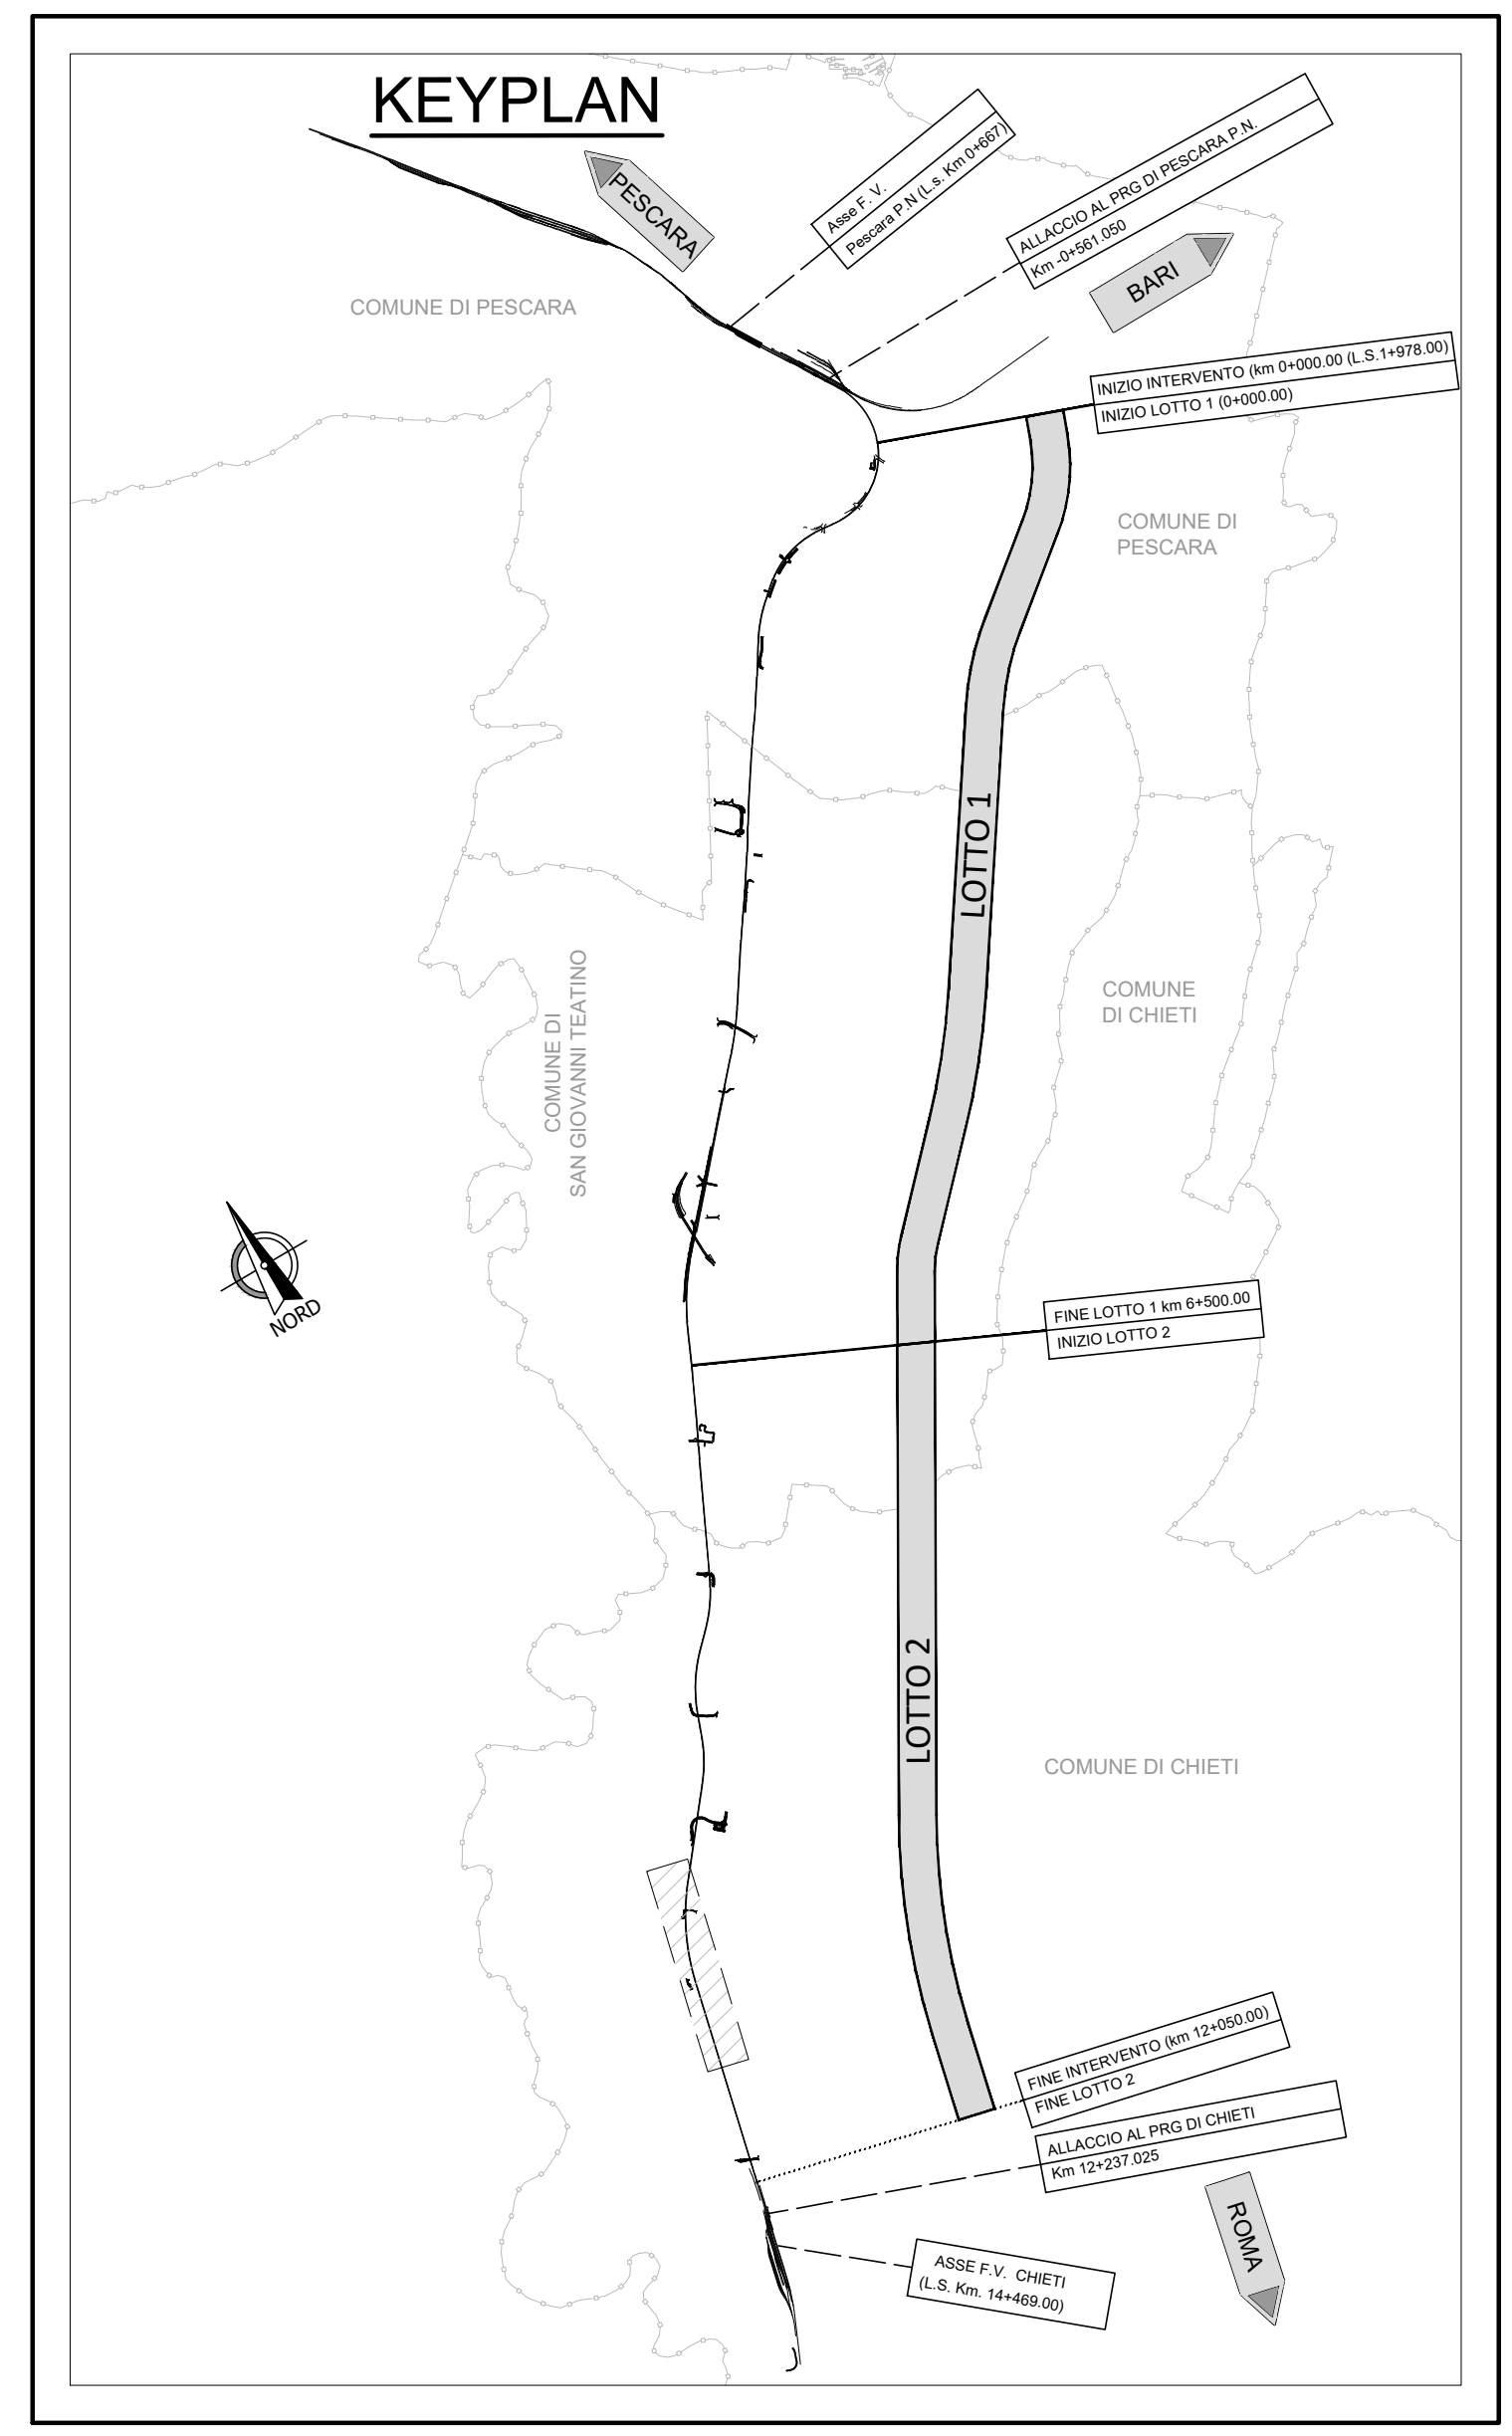 KEYPLAN
PESCARA
Asse F. V.
Pescara P.N (L.s. Km 0+667)
ALLACCIO AL PRG DI PESCARA P.N.
Km -0+561.050
BARI
COMUNE DI PESCARA
INIZIO INTERVENTO (km 0+000.00 (L.S.1+978.00)
INIZIO LOTTO 1 (0+000.00)
COMUNE DI
PESCARA
LOTTO 1
COMUNE DI
SAN GIOVANNI TEATINO
COMUNE
DI CHIETI
NORD
FINE LOTTO 1 km 6+500.00
INIZIO LOTTO 2
LOTTO 2
COMUNE DI CHIETI
FINE INTERVENTO (km 12+050.00)
FINE LOTTO 2
ALLACCIO AL PRG DI CHIETI
Km 12+237.025
ROMA
ASSE F.V. CHIETI
(L.S. Km. 14+469.00)